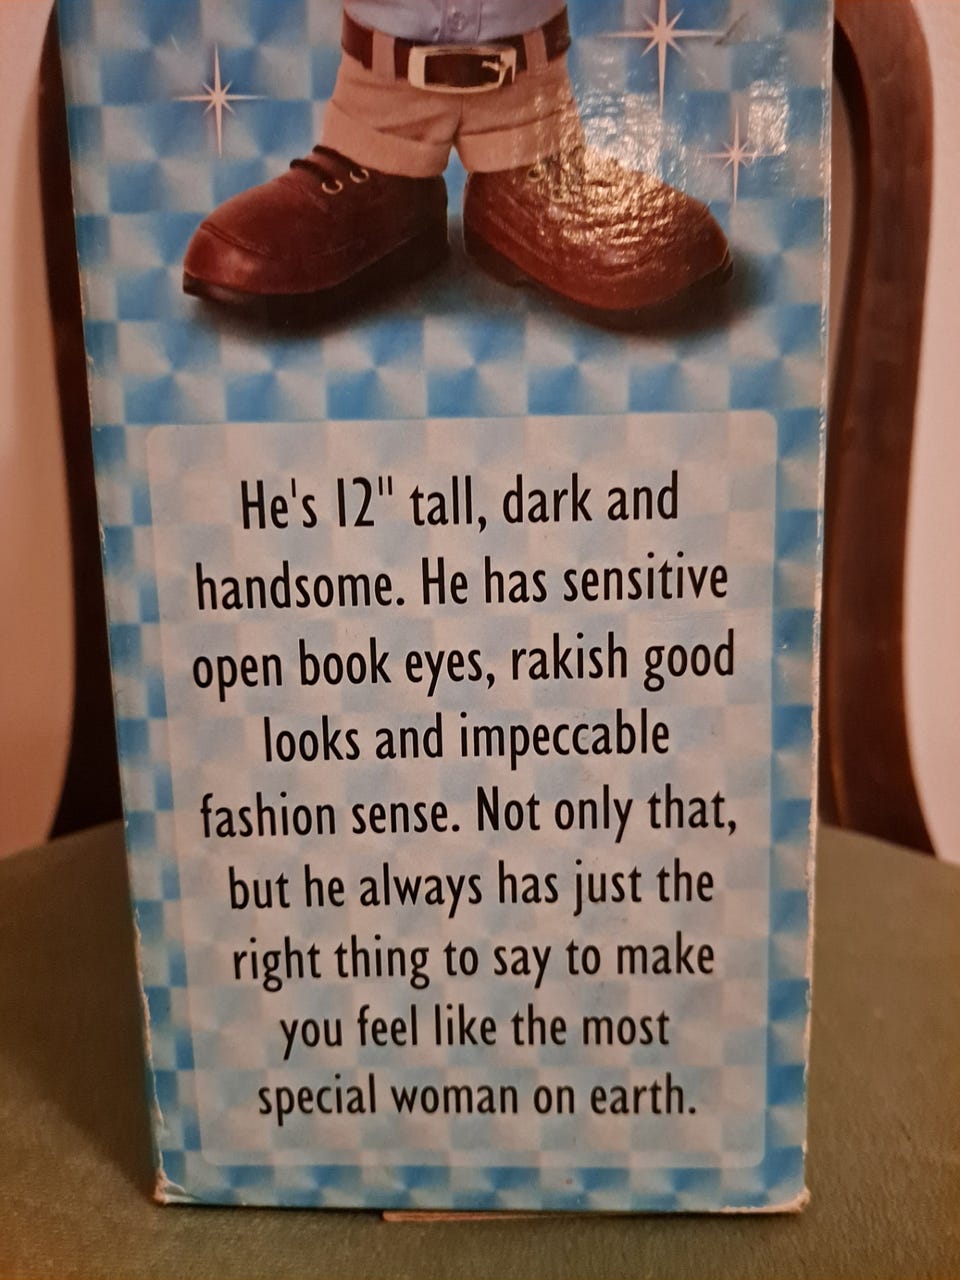 He's 12" tall, dark and
handsome. He has sensitive
open book eyes, rakish good
looks and impeccable
fashion sense. Not only that,
but he always has just the
right thing to say to make
you feel like the most
special woman on earth.